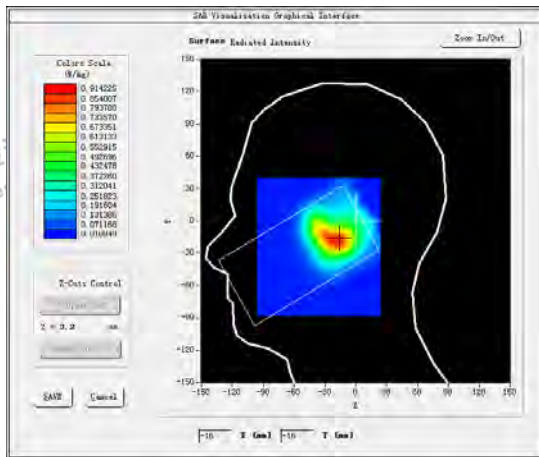 SAR Visualisation Graphical Interface
Surface Radiated Intensity
Zoom In/Out
Colors Scale
(W/kg)
0.914225
0.854007
0.793788
0.733570
0.673351
0.613133
0.552915
0.492696
0.432478
0.372260
0.312041
0.251823
0.191604
0.131386
0.071168
0.010949
Z-Cuts Control
Z = 3.2 mm
SAVE
Cancel
150
120
90
60
30
0
-30
-60
-90
-120
-150
Y
-150 -120 -90 -60 -30 0 30 60 90 120 150
X
-16 X (mm) -16 Y (mm)